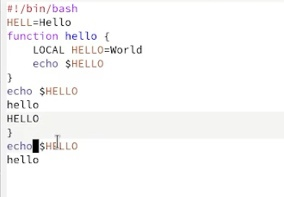 #!/bin/bash
HELL=Hello
function hello {
    LOCAL HELLO=World
    echo $HELLO
}
echo $HELLO
hello
HELLO
}
echo $HELLO
hello